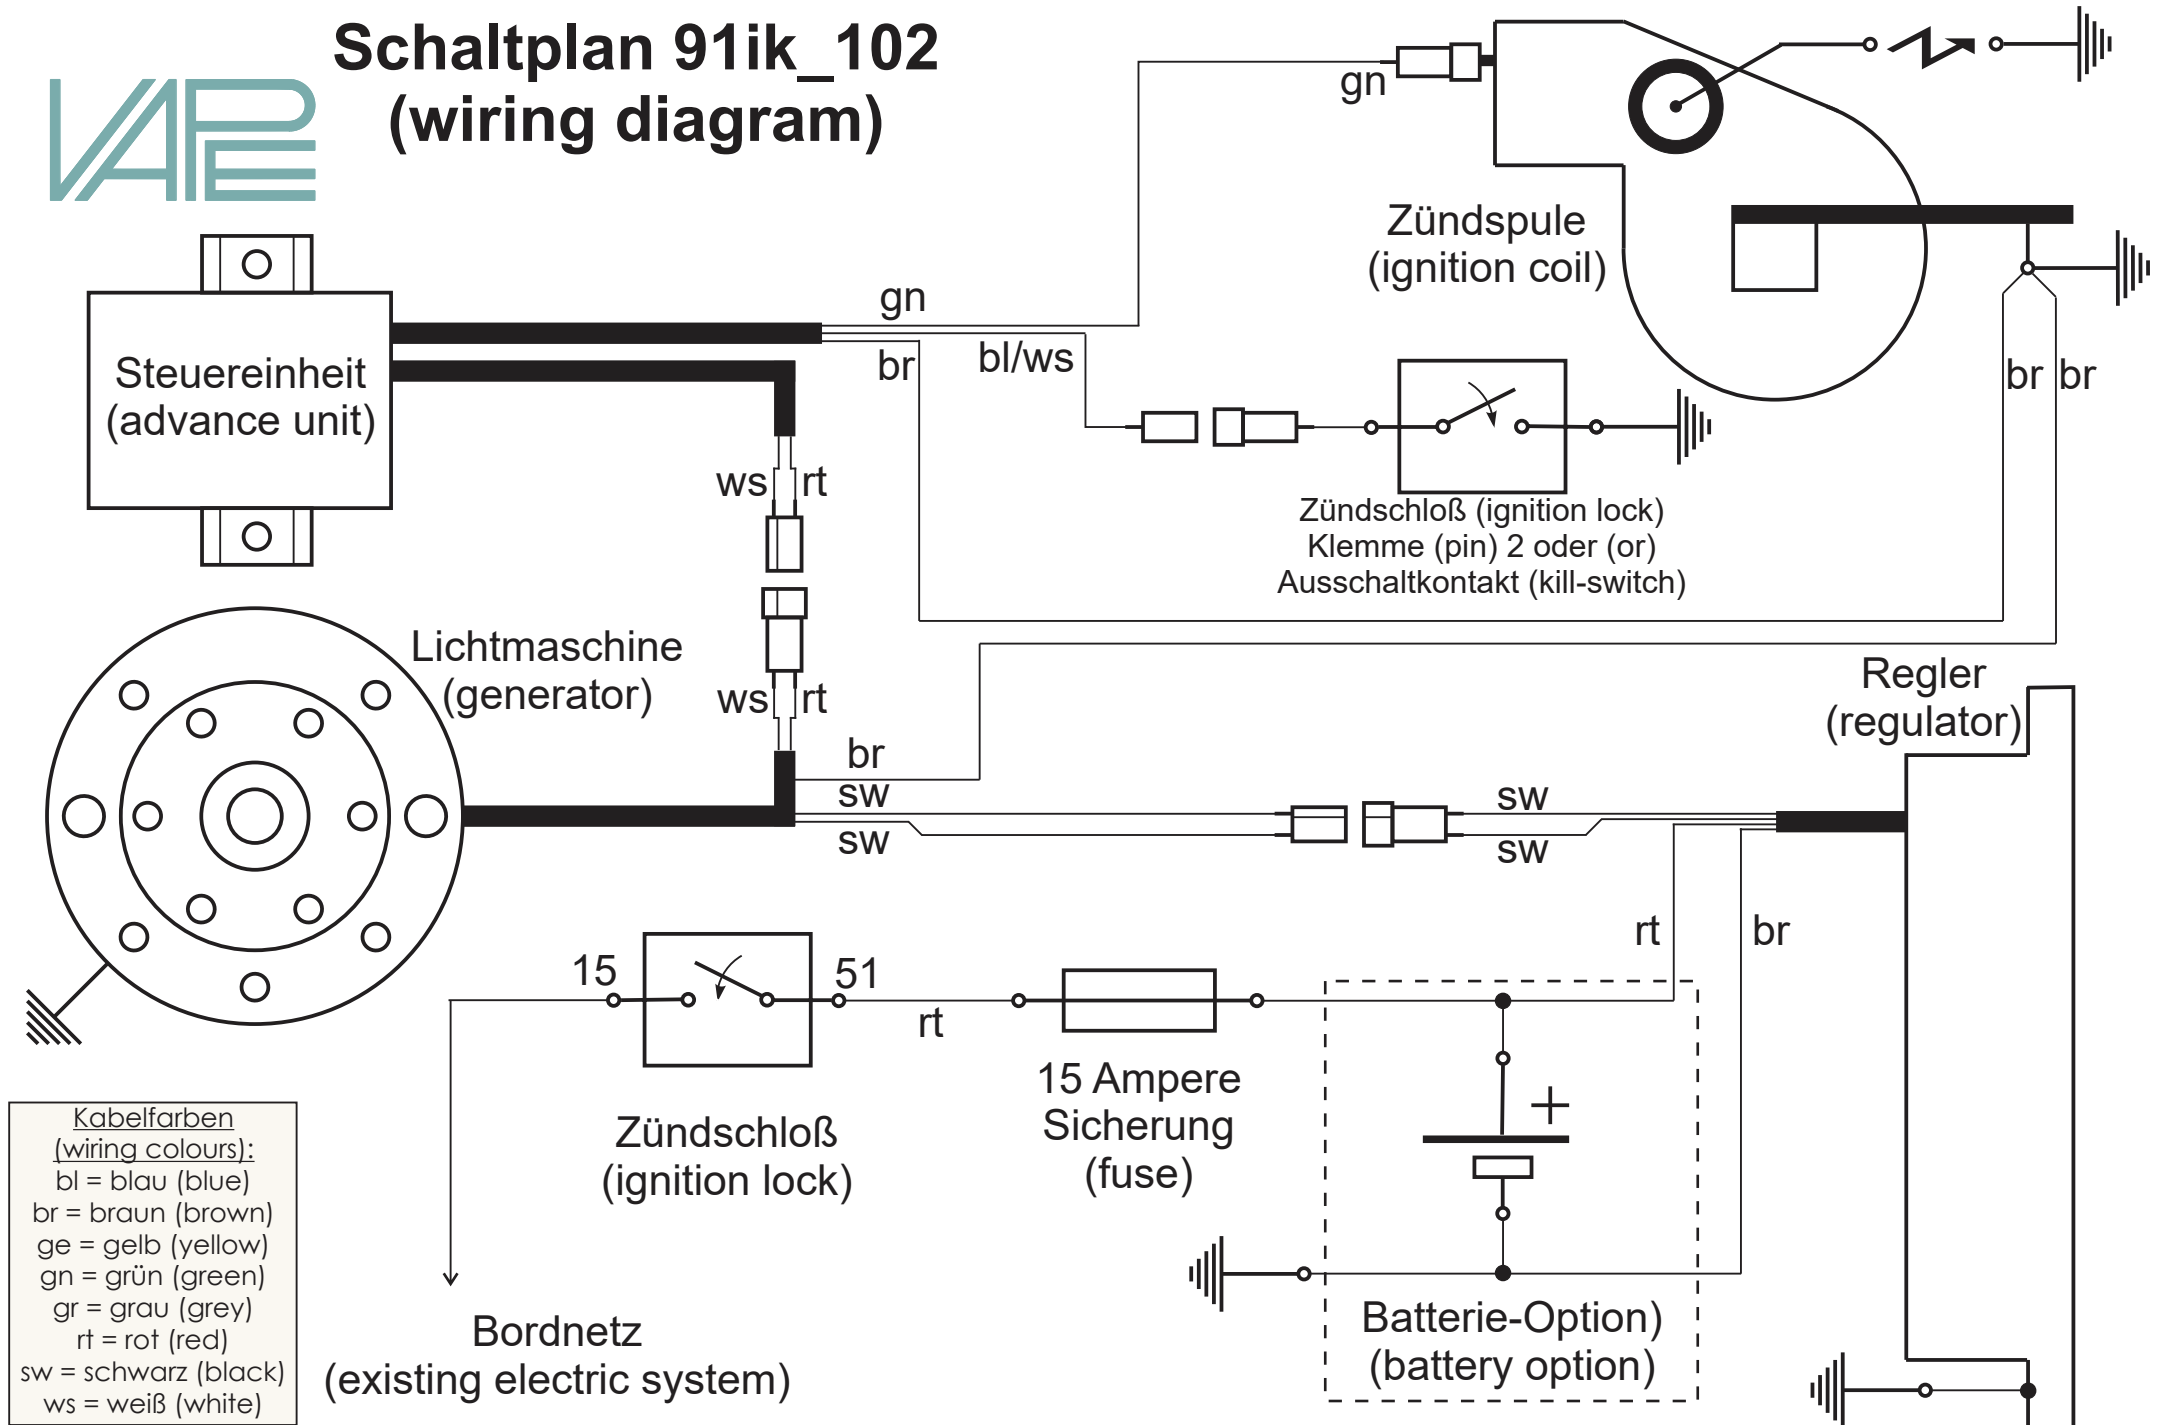 Schaltplan 91ik_102
(wiring diagram)
VAPE
gn
Zündspule
(ignition coil)
gn
br
bl/ws
br
br
Steuereinheit
(advance unit)
ws
rt
Zündschloß (ignition lock)
Klemme (pin) 2 oder (or)
Ausschaltkontakt (kill-switch)
Lichtmaschine
(generator)
ws
rt
Regler
(regulator)
br
sw
sw
sw
sw
rt
br
15
51
rt
Zündschloß
(ignition lock)
15 Ampere
Sicherung
(fuse)
+
Batterie-Option)
(battery option)
Bordnetz
(existing electric system)
Kabelfarben
(wiring colours):
bl = blau (blue)
br = braun (brown)
ge = gelb (yellow)
gn = grün (green)
gr = grau (grey)
rt = rot (red)
sw = schwarz (black)
ws = weiß (white)